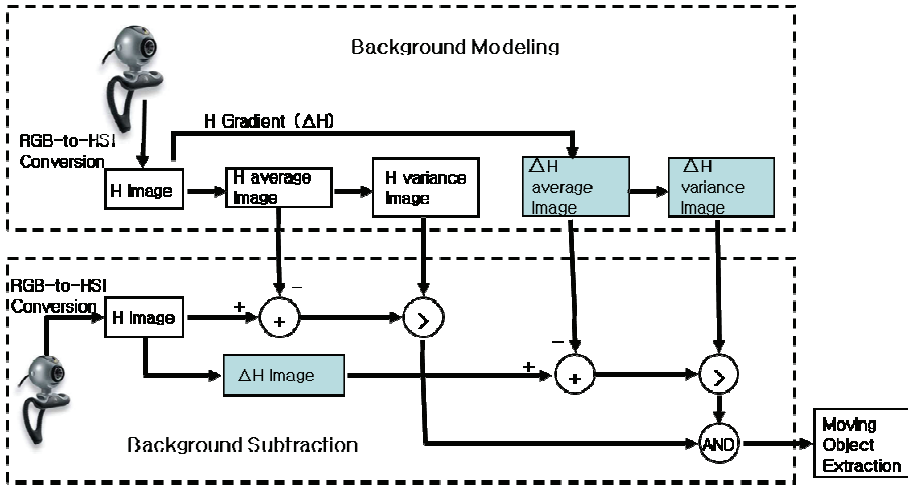 Background Modeling
H Gradient (ΔH)
RGB-to-HSI
Conversion
H Image
H average
Image
H variance
Image
ΔH
average
Image
ΔH
variance
Image
RGB-to-HSI
Conversion
H Image
+
−
+
>
ΔH Image
+
−
+
>
AND
Background Subtraction
Moving
Object
Extraction